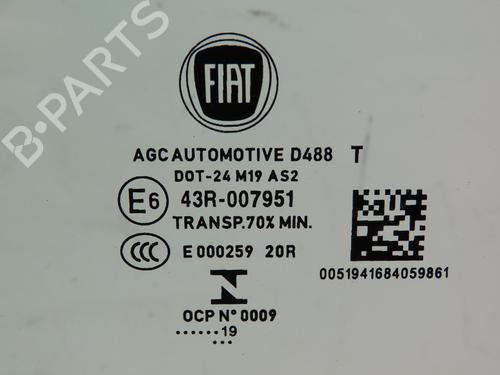 B-PARTS
FIAT
AGC AUTOMOTIVE D488 T
DOT-24 M19 AS2
E6 43R-007951
TRANSP.70% MIN.
CCC E 000259 20R
0051941684059861
N
OCP N° 0009
......19
...